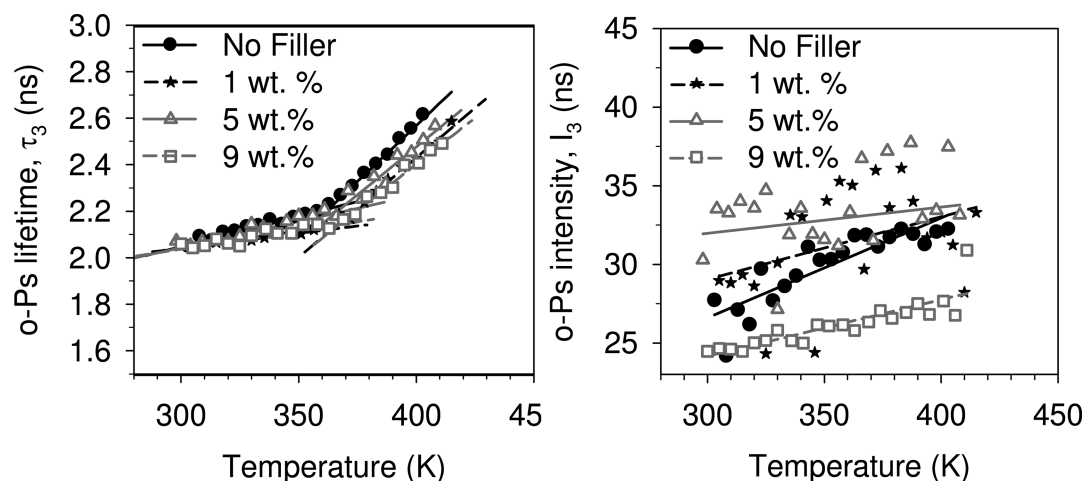 3.0
2.8
2.6
2.4
2.2
2.0
1.8
1.6
o-Ps lifetime, τ3 (ns)
No Filler
1 wt. %
5 wt.%
9 wt.%
300
350
400
45
Temperature (K)
45
40
35
30
25
o-Ps intensity, I3 (ns)
No Filler
1 wt. %
5 wt.%
9 wt.%
300
350
400
450
Temperature (K)